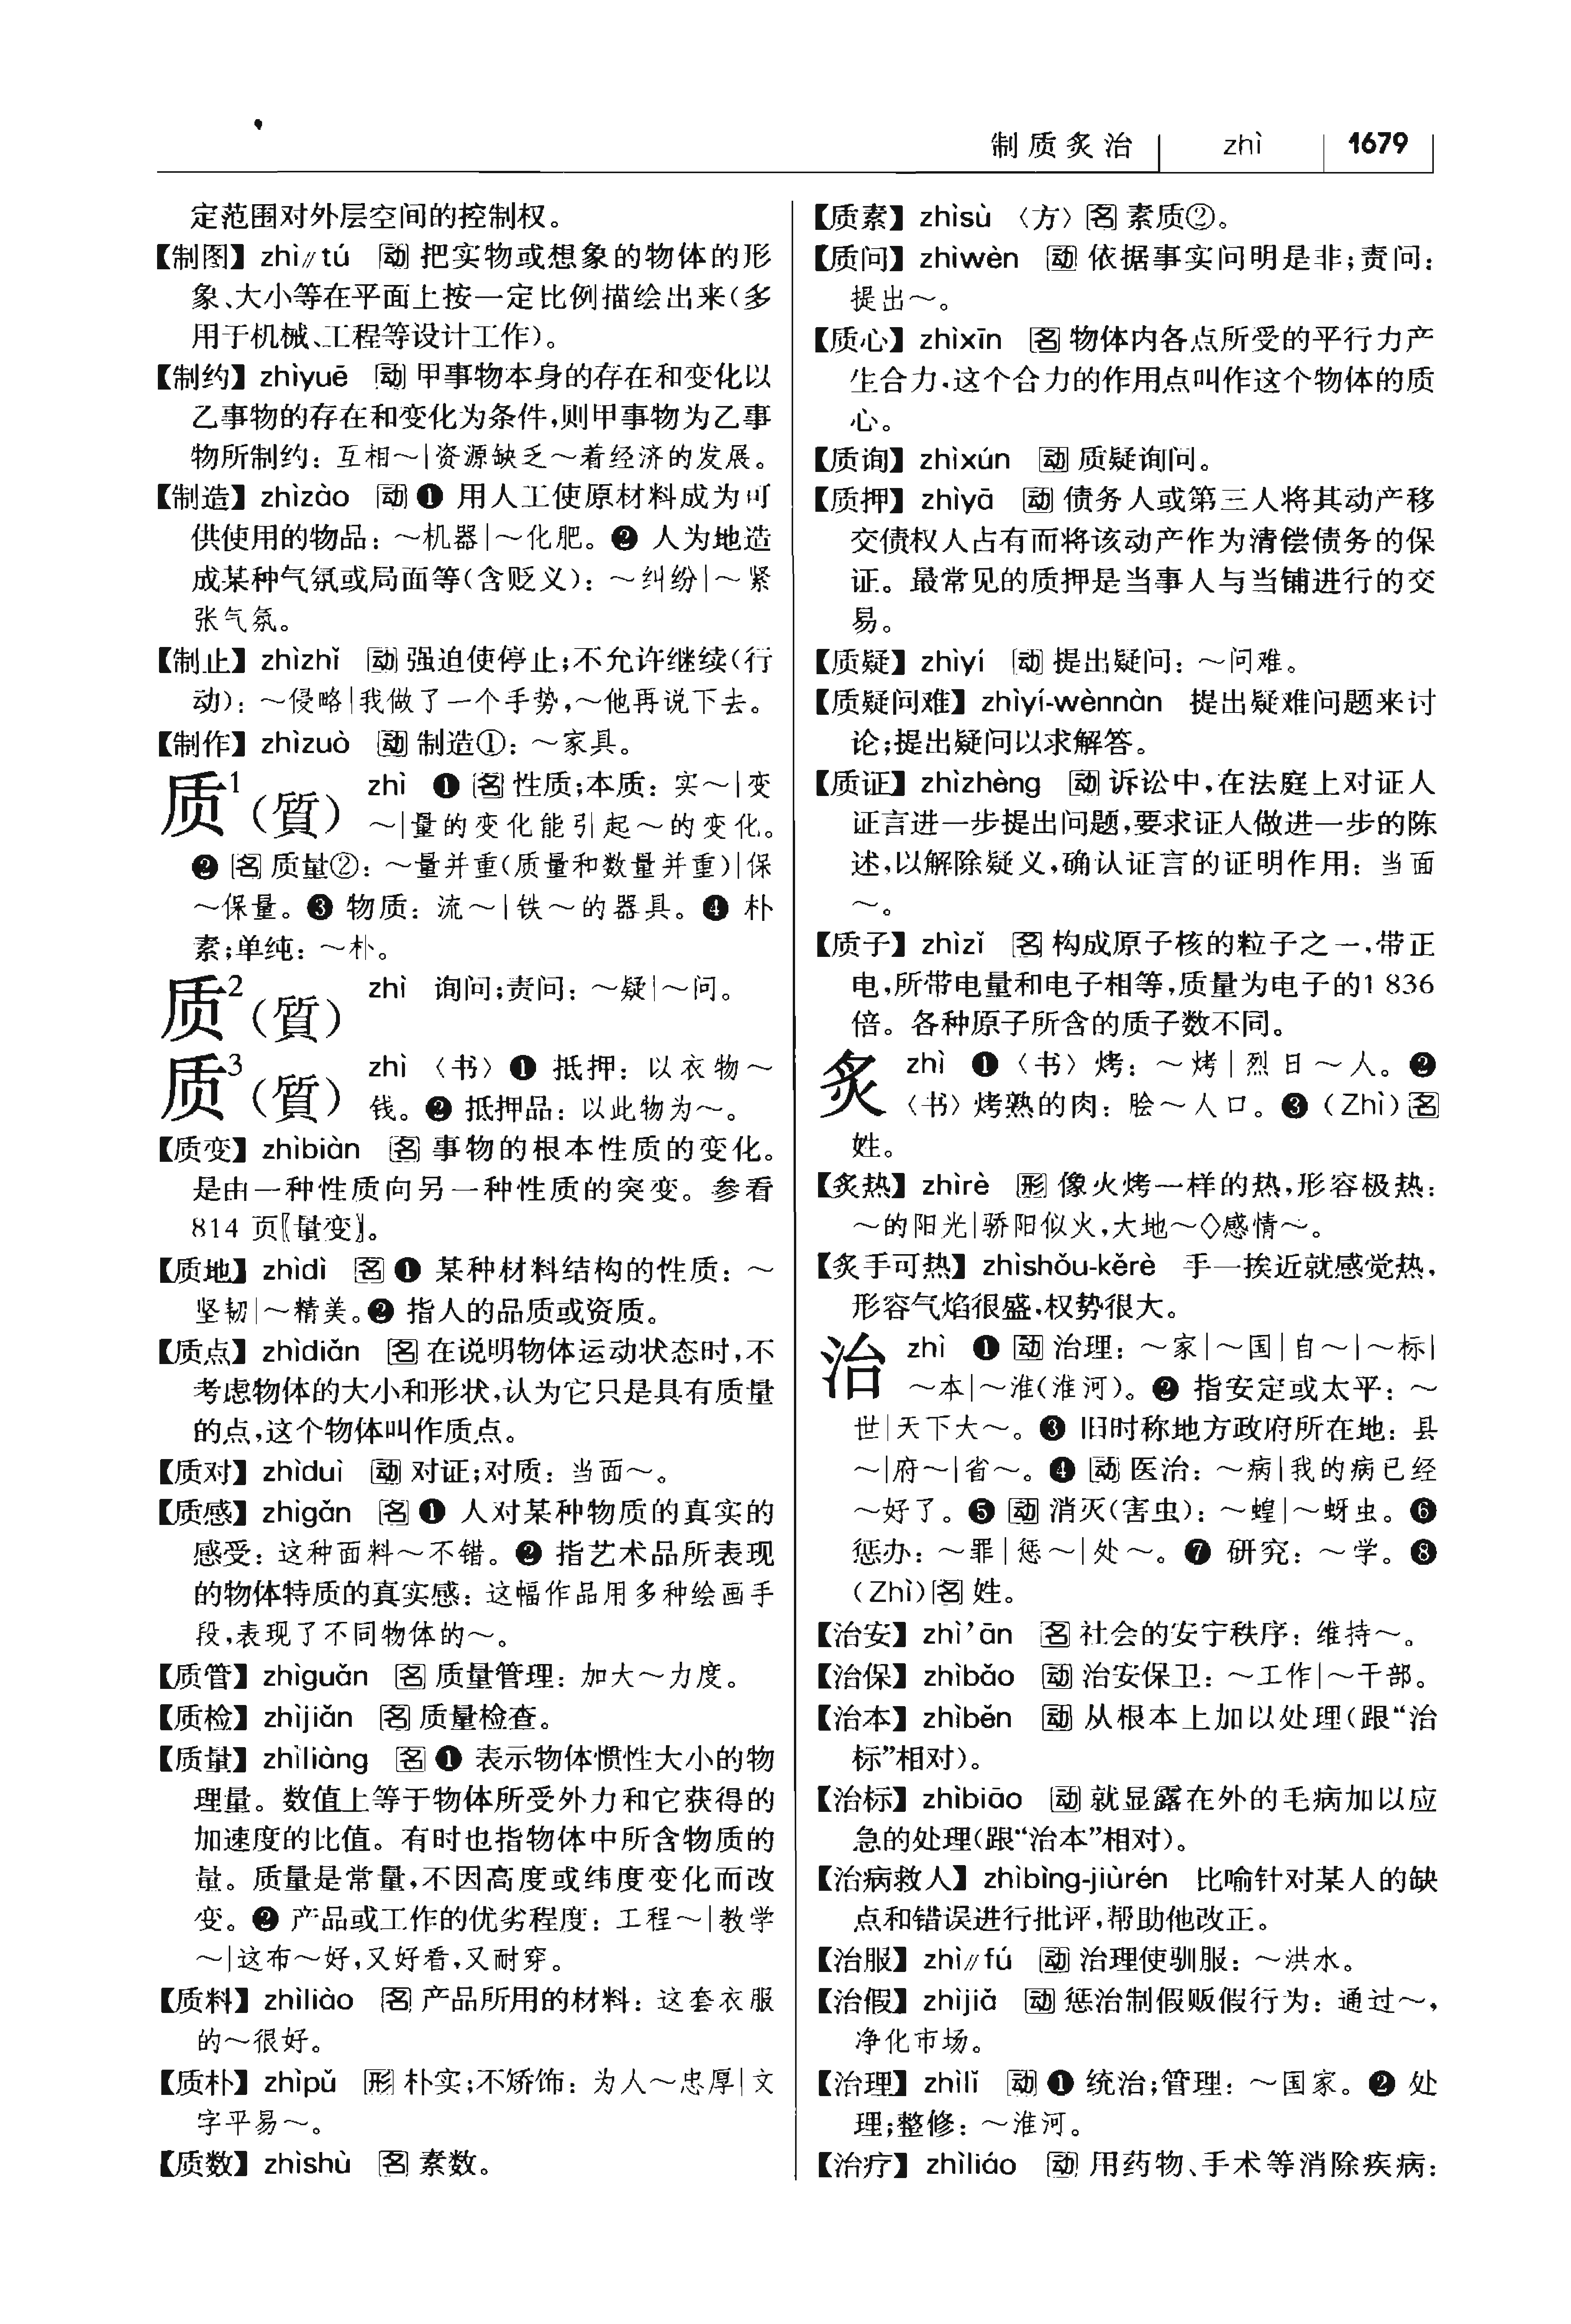 制质炙治 zhì 1679
定范围对外层空间的控制权。
【制图】 zhì∥tú 动 把实物或想象的物体的形
象、大小等在平面上按一定比例描绘出来(多
用于机械、工程等设计工作)。
【制约】 zhìyuē 动 甲事物本身的存在和变化以
乙事物的存在和变化为条件,则甲事物为乙事
物所制约: 互相～|资源缺乏～着经济的发展。
【制造】 zhìzào 动 ❶ 用人工使原材料成为可
供使用的物品: ～机器|～化肥。❷ 人为地造
成某种气氛或局面等(含贬义): ～纠纷|～紧
张气氛。
【制止】 zhìzhǐ 动 强迫使停止;不允许继续(行
动): ～侵略|我做了一个手势,～他再说下去。
【制作】 zhìzuò 动 制造①: ～家具。
质1(質) zhì ❶ 名 性质;本质: 实～|变
～|量的变化能引起～的变化。
❷ 名 质量②: ～量并重(质量和数量并重)|保
～保量。❸ 物质: 流～|铁～的器具。❹ 朴
素;单纯: ～朴。
质2(質) zhì 询问;责问: ～疑|～问。
质3(質) zhì 〈书〉❶ 抵押: 以衣物～
钱。❷ 抵押品: 以此物为～。
【质变】 zhìbiàn 名 事物的根本性质的变化。
是由一种性质向另一种性质的突变。参看
814 页〖量变〗。
【质地】 zhìdì 名 ❶ 某种材料结构的性质: ～
坚韧|～精美。❷ 指人的品质或资质。
【质点】 zhìdiǎn 名 在说明物体运动状态时,不
考虑物体的大小和形状,认为它只是具有质量
的点,这个物体叫作质点。
【质对】 zhìduì 动 对证;对质: 当面～。
【质感】 zhìgǎn 名 ❶ 人对某种物质的真实的
感受: 这种面料～不错。❷ 指艺术品所表现
的物体特质的真实感: 这幅作品用多种绘画手
段,表现了不同物体的～。
【质管】 zhìguǎn 名 质量管理: 加大～力度。
【质检】 zhìjiǎn 名 质量检查。
【质量】 zhìliàng 名 ❶ 表示物体惯性大小的物
理量。数值上等于物体所受外力和它获得的
加速度的比值。有时也指物体中所含物质的
量。质量是常量,不因高度或纬度变化而改
变。❷ 产品或工作的优劣程度: 工程～|教学
～|这布～好,又好看,又耐穿。
【质料】 zhìliào 名 产品所用的材料: 这套衣服
的～很好。
【质朴】 zhìpǔ 形 朴实;不矫饰: 为人～忠厚|文
字平易～。
【质数】 zhìshù 名 素数。
【质素】 zhìsù 〈方〉名 素质②。
【质问】 zhìwèn 动 依据事实问明是非;责问:
提出～。
【质心】 zhìxīn 名 物体内各点所受的平行力产
生合力,这个合力的作用点叫作这个物体的质
心。
【质询】 zhìxún 动 质疑询问。
【质押】 zhìyā 动 债务人或第三人将其动产移
交债权人占有而将该动产作为清偿债务的保
证。最常见的质押是当事人与当铺进行的交
易。
【质疑】 zhìyí 动 提出疑问: ～问难。
【质疑问难】 zhìyí-wènnàn 提出疑难问题来讨
论;提出疑问以求解答。
【质证】 zhìzhèng 动 诉讼中,在法庭上对证人
证言进一步提出问题,要求证人做进一步的陈
述,以解除疑义,确认证言的证明作用: 当面
～。
【质子】 zhìzǐ 名 构成原子核的粒子之一,带正
电,所带电量和电子相等,质量为电子的1 836
倍。各种原子所含的质子数不同。
炙 zhì ❶〈书〉烤: ～烤|烈日～人。❷
〈书〉烤熟的肉: 脍～人口。❸ (Zhì) 名
姓。
【炙热】 zhìrè 形 像火烤一样的热,形容极热:
～的阳光|骄阳似火,大地～◇感情～。
【炙手可热】 zhìshǒu-kěrè 手一挨近就感觉热,
形容气焰很盛,权势很大。
治 zhì ❶ 动 治理: ～家|～国|自～|～标|
～本|～淮(淮河)。❷ 指安定或太平: ～
世|天下大～。❸ 旧时称地方政府所在地: 县
～|府～|省～。❹ 动 医治: ～病|我的病已经
～好了。❺ 动 消灭(害虫): ～蝗|～蚜虫。❻
惩办: ～罪|惩～|处～。❼ 研究: ～学。❽
(Zhì) 名 姓。
【治安】 zhì’ān 名 社会的安宁秩序: 维持～。
【治保】 zhìbǎo 动 治安保卫: ～工作|～干部。
【治本】 zhìběn 动 从根本上加以处理(跟“治
标”相对)。
【治标】 zhìbiāo 动 就显露在外的毛病加以应
急的处理(跟“治本”相对)。
【治病救人】 zhìbìng-jiùrén 比喻针对某人的缺
点和错误进行批评,帮助他改正。
【治服】 zhì∥fú 动 治理使驯服: ～洪水。
【治假】 zhìjiǎ 动 惩治制假贩假行为: 通过～,
净化市场。
【治理】 zhìlǐ 动 ❶ 统治;管理: ～国家。❷ 处
理;整修: ～淮河。
【治疗】 zhìliáo 动 用药物、手术等消除疾病: